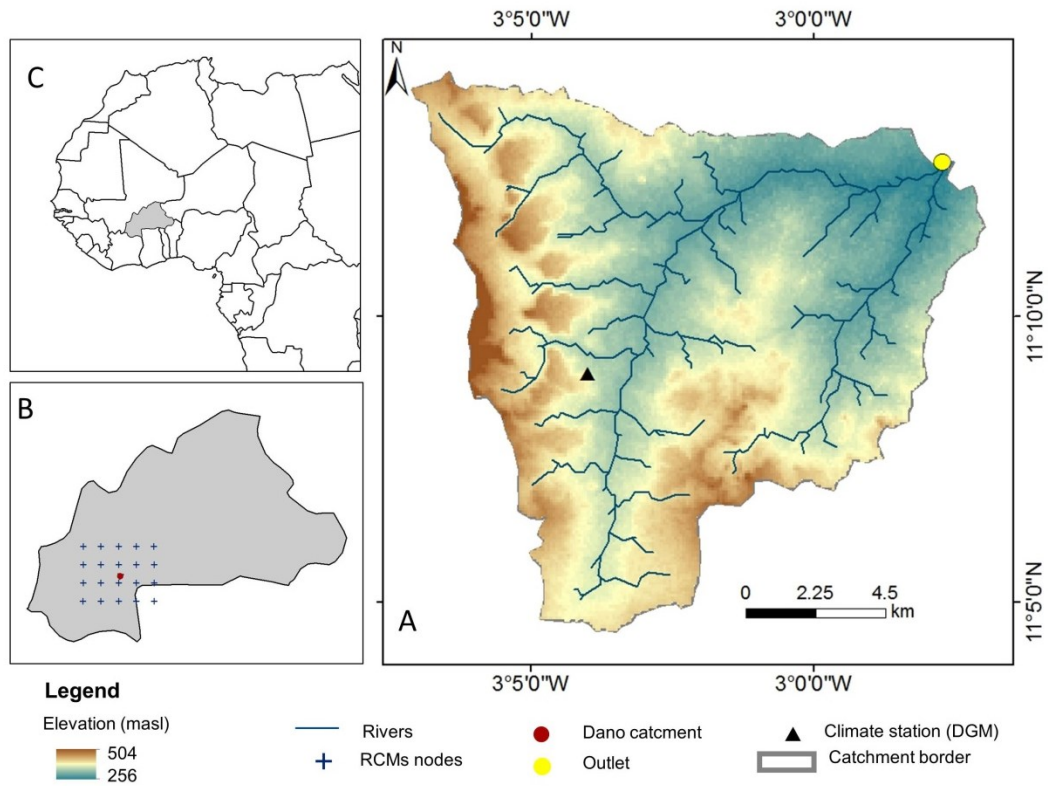 3°5'0"W
3°0'0"W
C
N
11°10'0"N
B
A
0
2.25
4.5
km
11°5'0"N
3°5'0"W
3°0'0"W
Legend
Elevation (masl)
504
256
Rivers
RCMs nodes
Dano catcment
Outlet
Climate station (DGM)
Catchment border